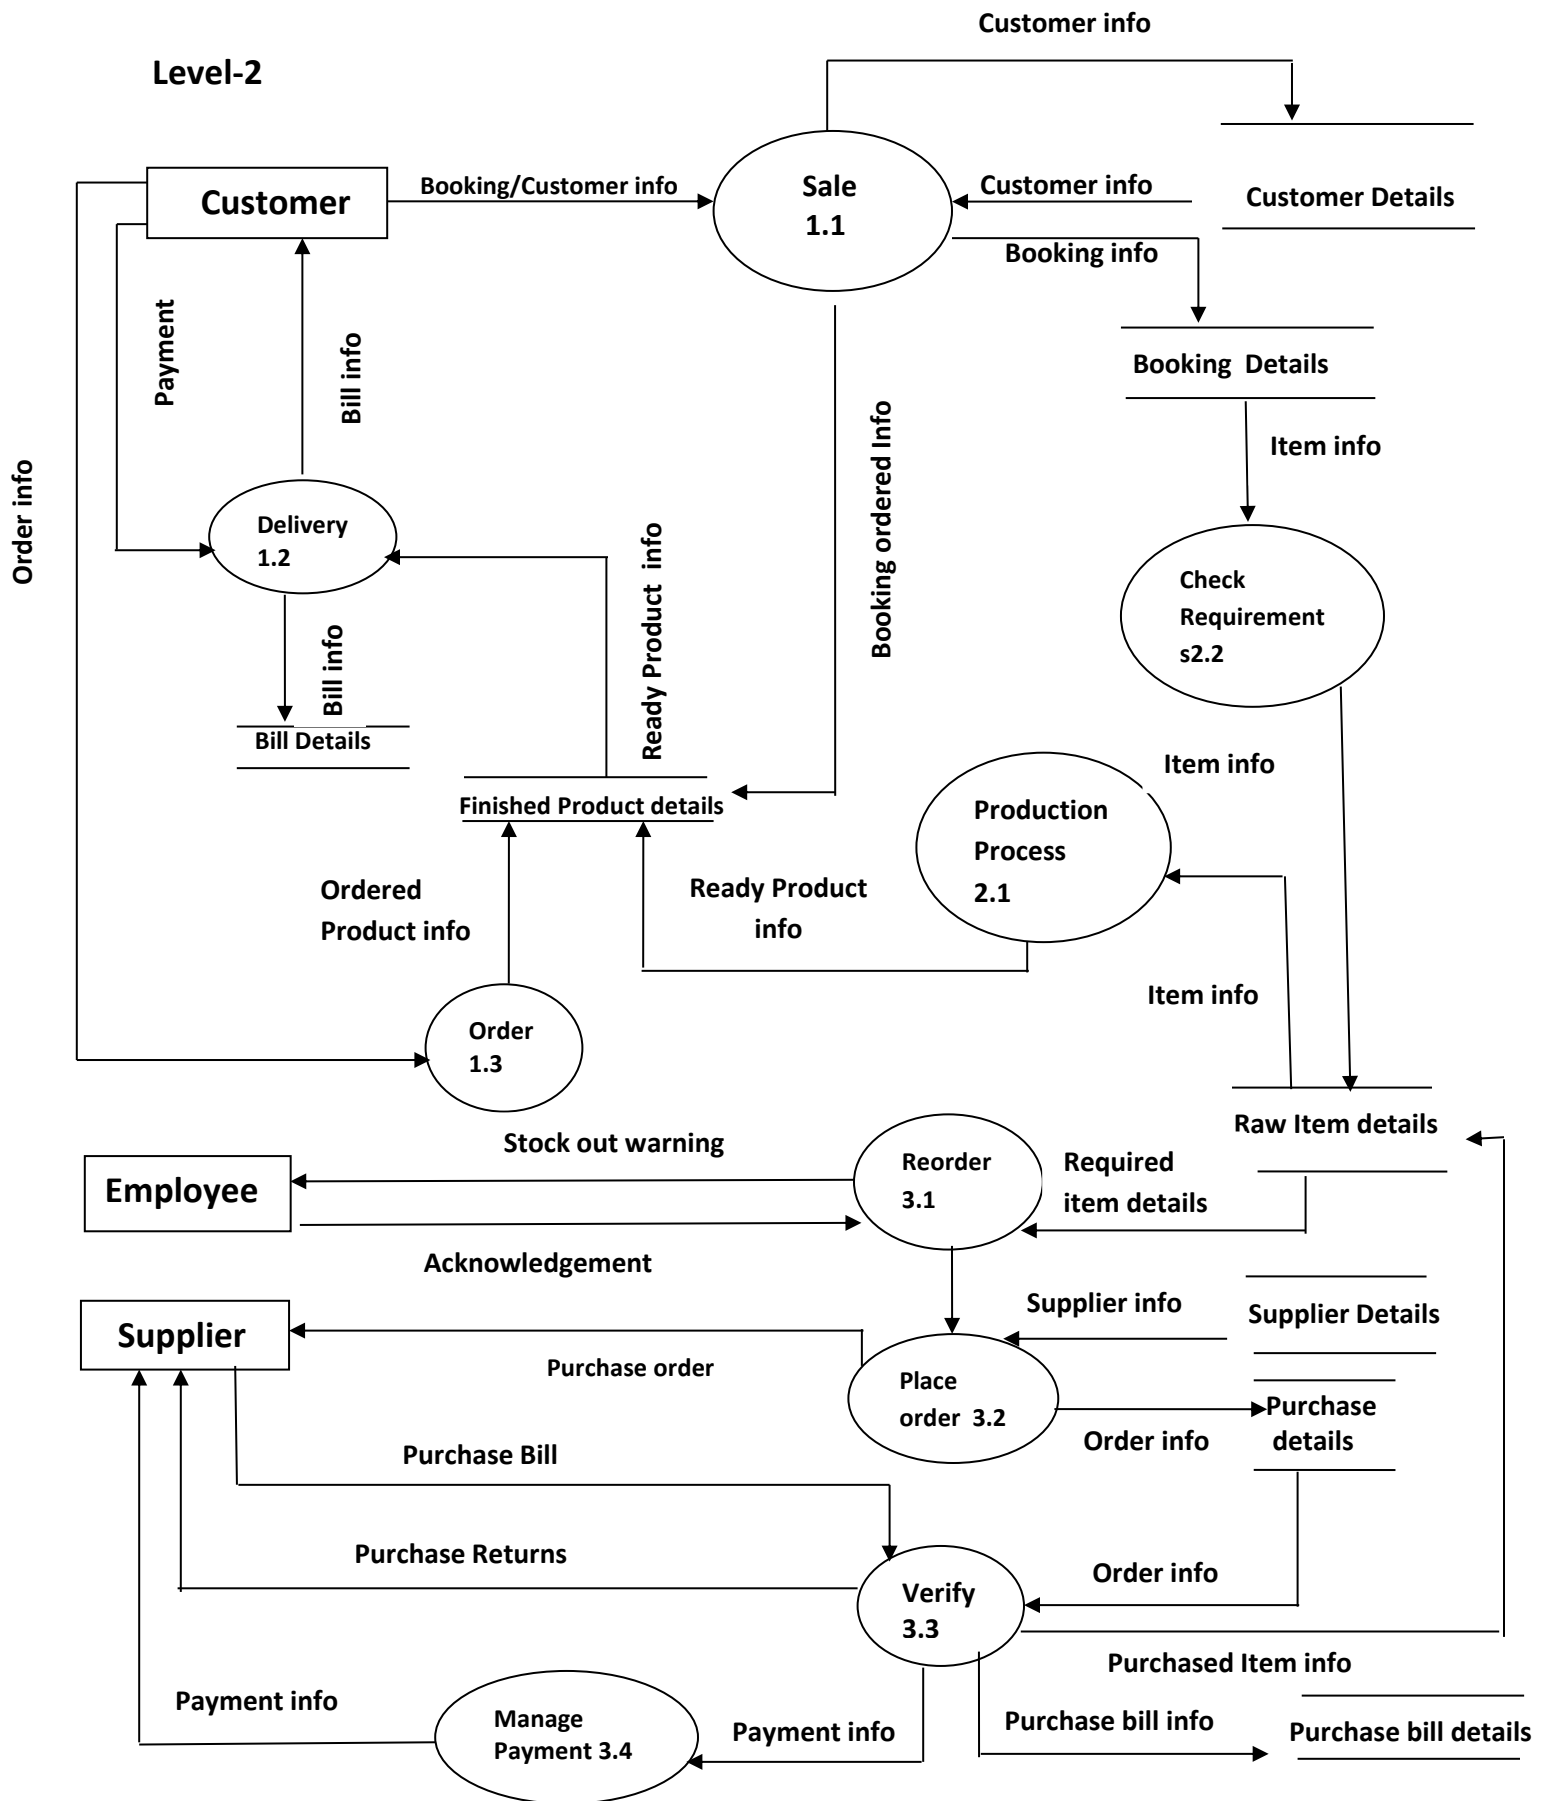 Customer info
Level-2
Customer
Booking/Customer info
Sale
1.1
Customer info
Customer Details
Booking info
Payment
Bill info
Booking  Details
Order info
Booking ordered Info
Item info
Delivery
1.2
Ready Product  info
Check
Requirement
s2.2
Bill info
Bill Details
Item info
Finished Product details
Production
Process
2.1
Ordered
Product info
Ready Product
info
Item info
Order
1.3
Raw Item details
Stock out warning
Reorder
3.1
Required
item details
Employee
Acknowledgement
Supplier info
Supplier Details
Supplier
Purchase order
Place
order  3.2
Purchase
details
Order info
Purchase Bill
Purchase Returns
Order info
Verify
3.3
Purchased Item info
Payment info
Manage
Payment 3.4
Payment info
Purchase bill info
Purchase bill details